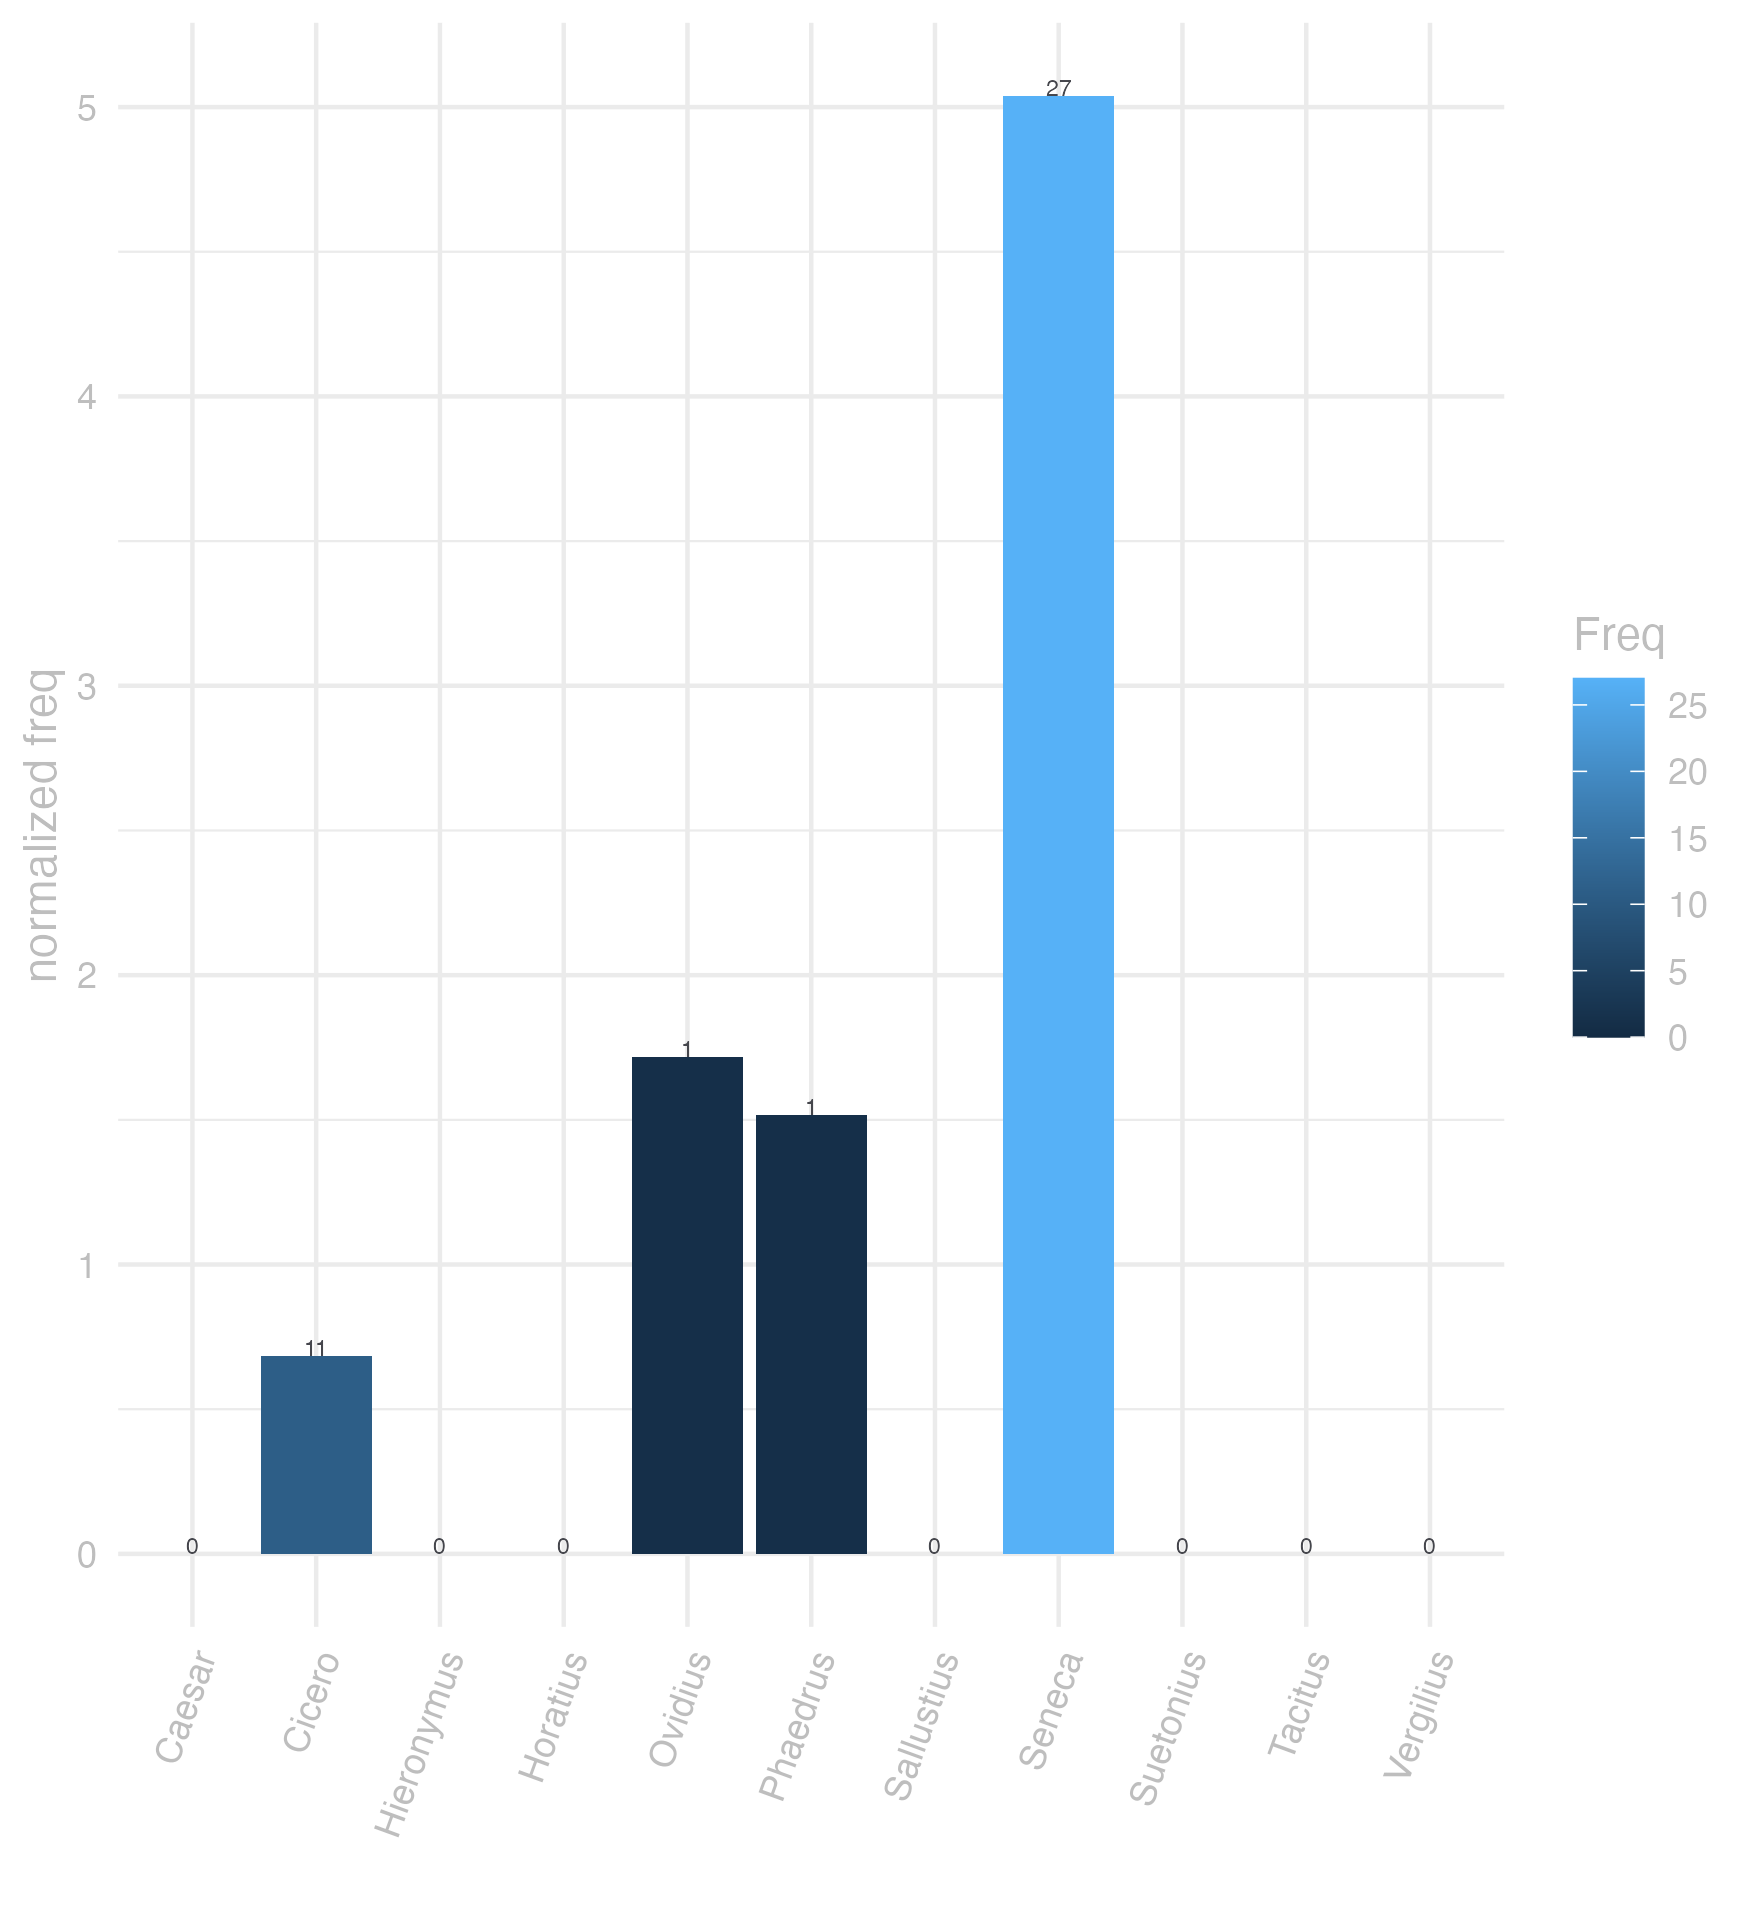 normalized freq
5
4
3
2
1
0
0
11
0
0
1
1
0
27
0
0
0
Caesar
Cicero
Hieronymus
Horatius
Ovidius
Phaedrus
Sallustius
Seneca
Suetonius
Tacitus
Vergilius
Freq
25
20
15
10
5
0